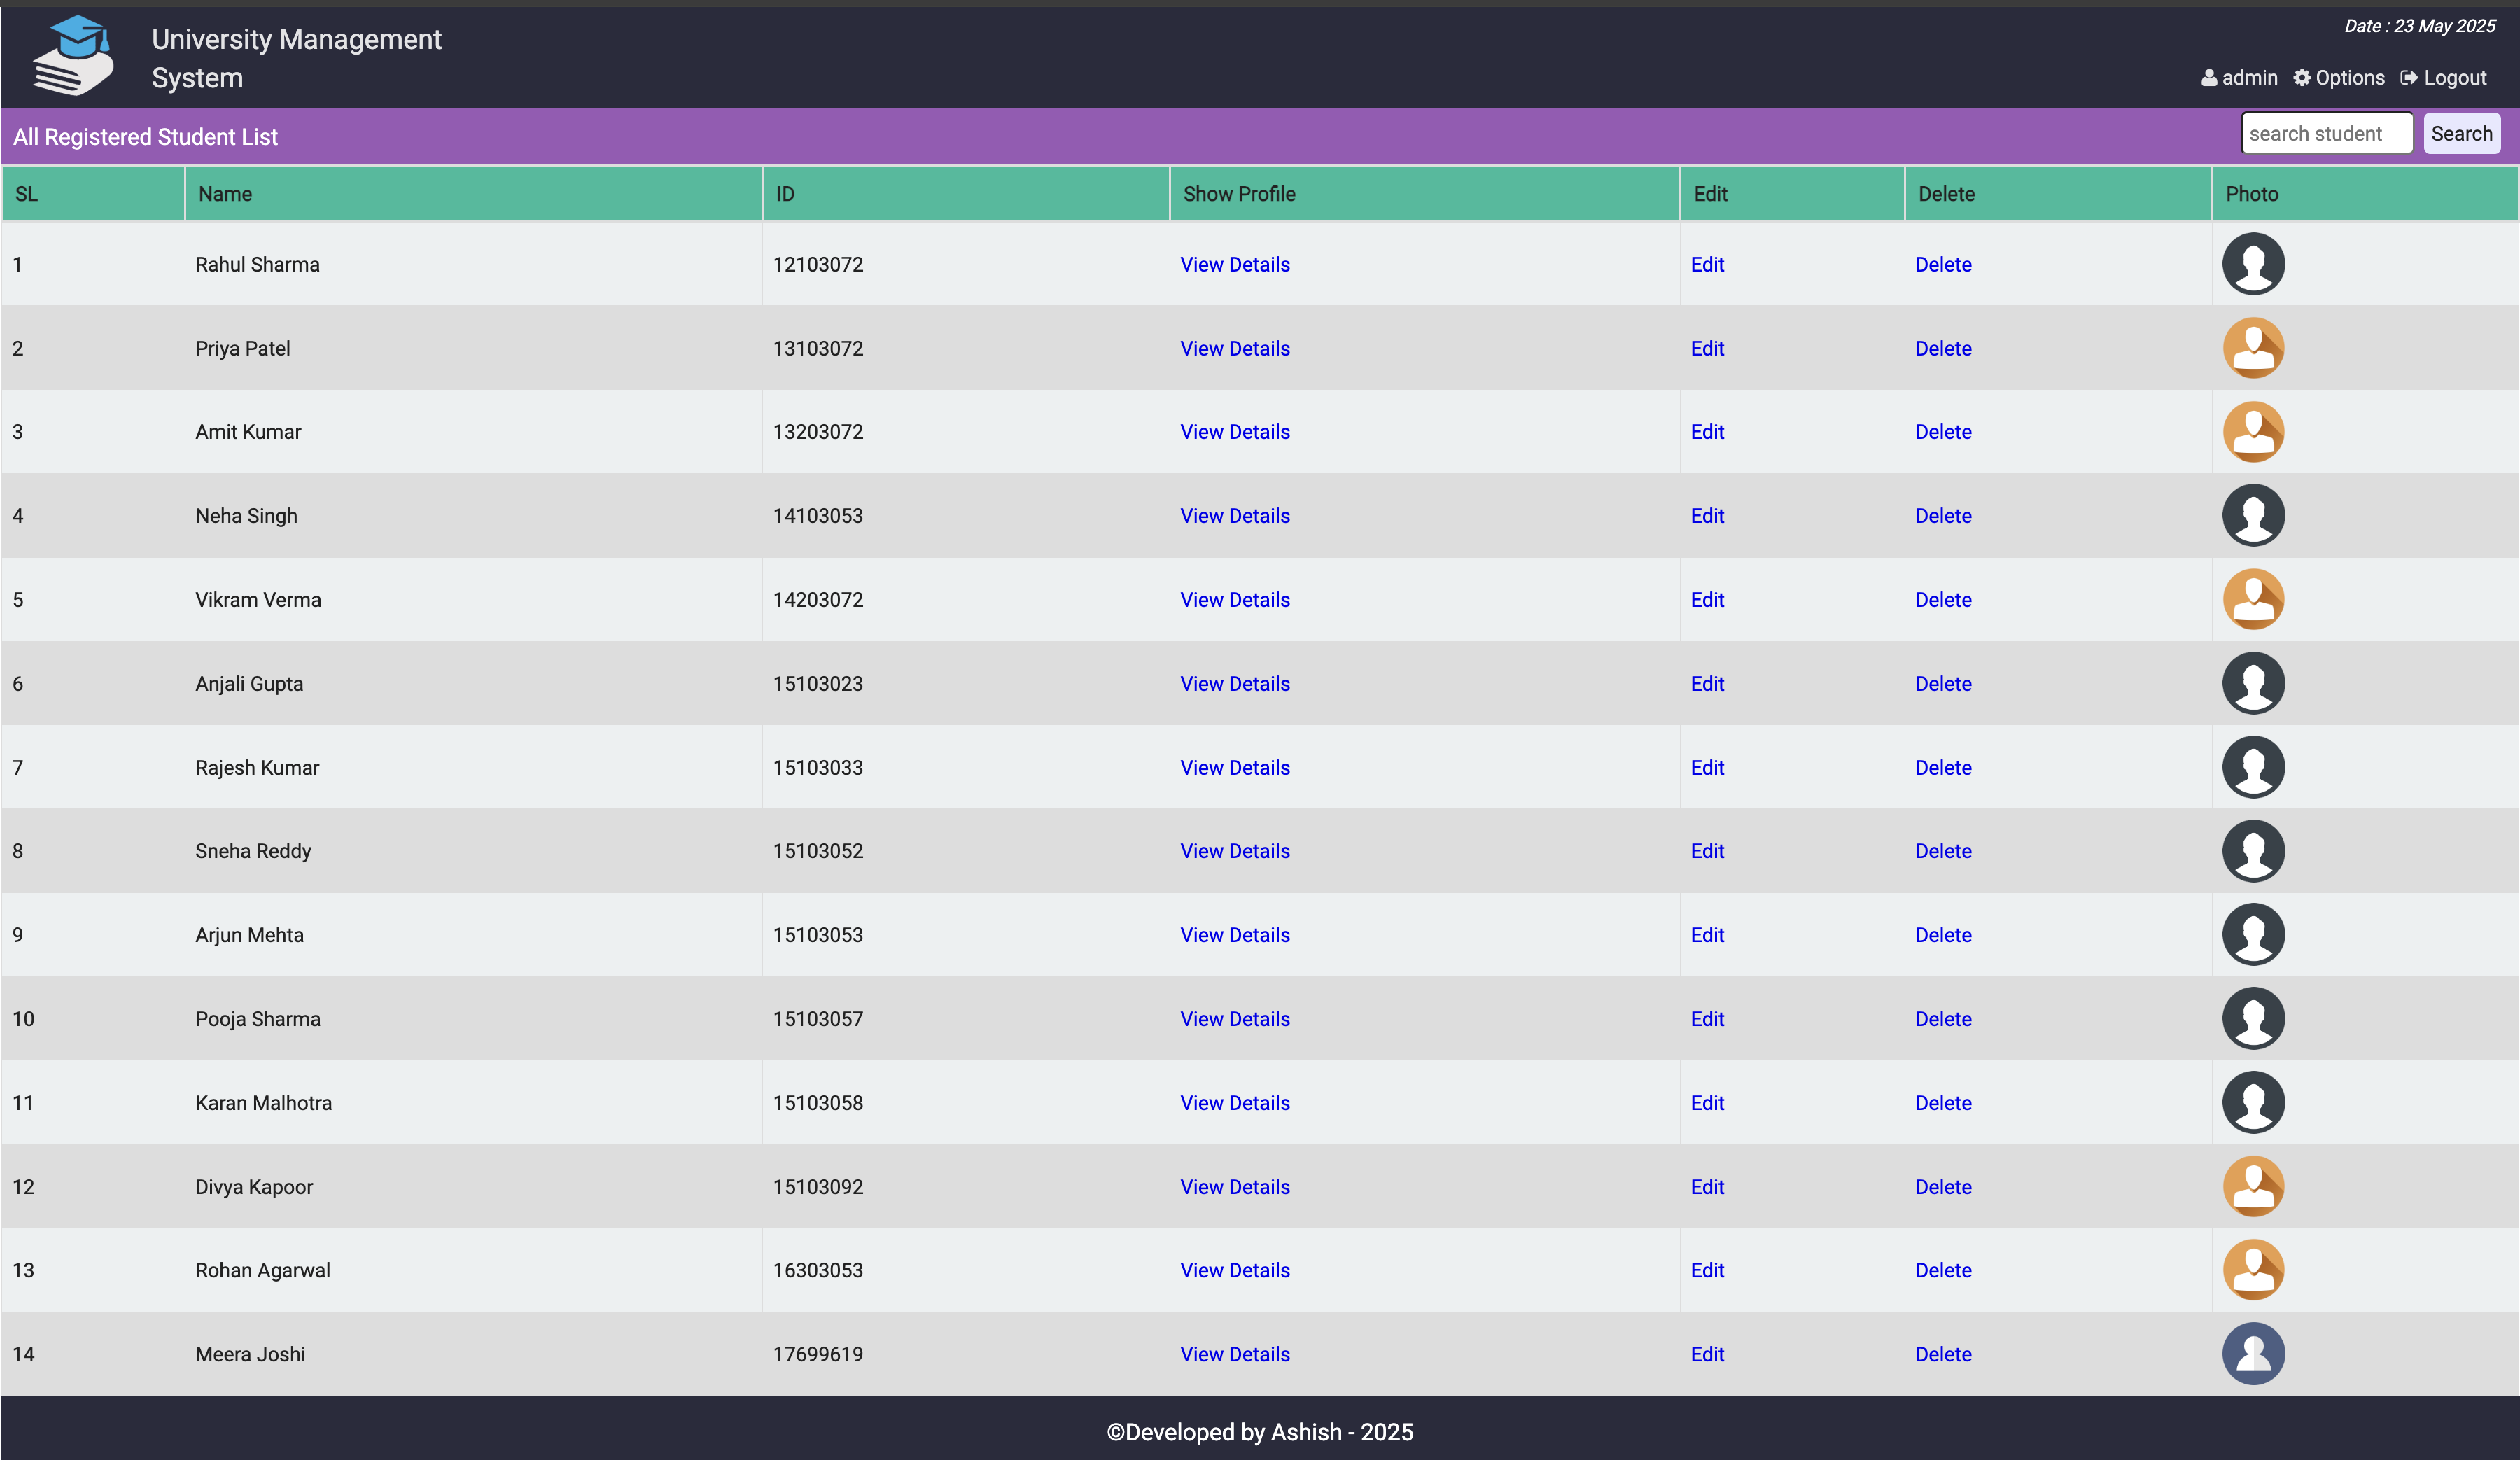 University Management
System
Date : 23 May 2025
admin Options Logout
All Registered Student List
search student Search
SL Name ID Show Profile Edit Delete Photo
1 Rahul Sharma 12103072 View Details Edit Delete
2 Priya Patel 13103072 View Details Edit Delete
3 Amit Kumar 13203072 View Details Edit Delete
4 Neha Singh 14103053 View Details Edit Delete
5 Vikram Verma 14203072 View Details Edit Delete
6 Anjali Gupta 15103023 View Details Edit Delete
7 Rajesh Kumar 15103033 View Details Edit Delete
8 Sneha Reddy 15103052 View Details Edit Delete
9 Arjun Mehta 15103053 View Details Edit Delete
10 Pooja Sharma 15103057 View Details Edit Delete
11 Karan Malhotra 15103058 View Details Edit Delete
12 Divya Kapoor 15103092 View Details Edit Delete
13 Rohan Agarwal 16303053 View Details Edit Delete
14 Meera Joshi 17699619 View Details Edit Delete
©Developed by Ashish - 2025